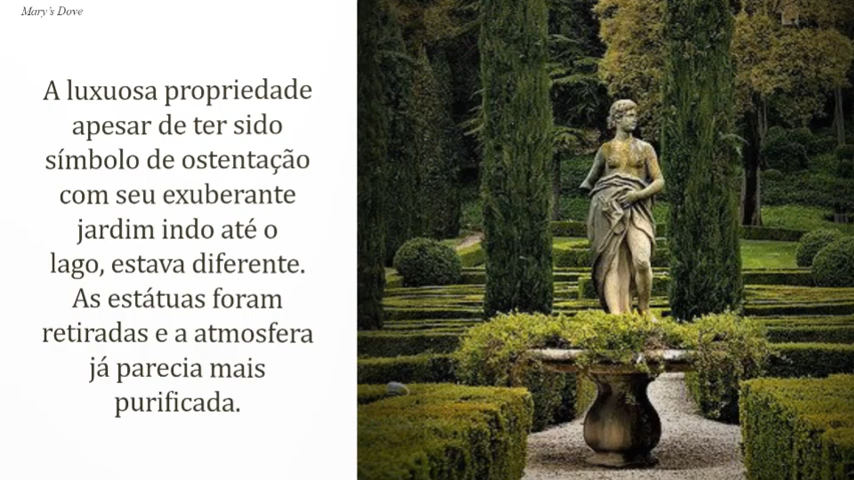 Mary's Dove
A luxuosa propriedade
apesar de ter sido
símbolo de ostentação
com seu exuberante
jardim indo até o
lago, estava diferente.
As estátuas foram
retiradas e a atmosfera
já parecia mais
purificada.